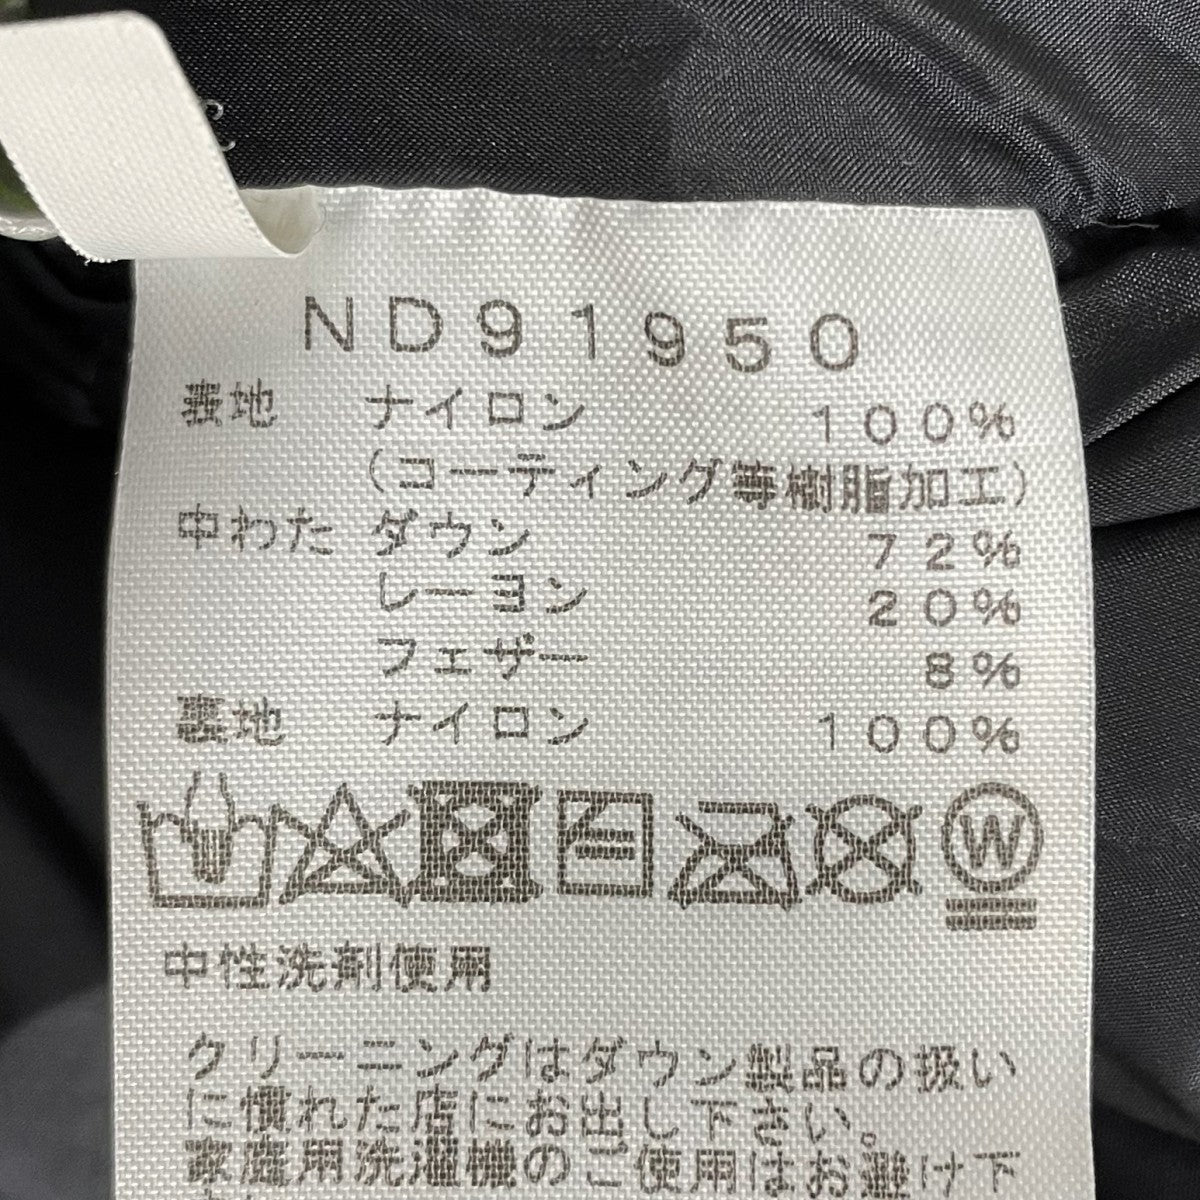 ND91950
表地 ナイロン 100%
(コーティング等樹脂加工)
中わた ダウン 72%
レーヨン 20%
フェザー 8%
裏地 ナイロン 100%
W
中性洗剤使用
クリーニングはダウン製品の扱い
に慣れた店にお出し下さい。
家庭用洗濯機のご使用はお避け下